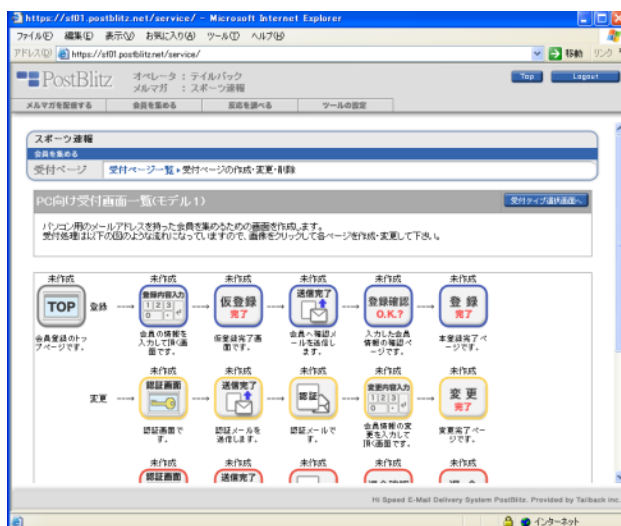 https://sf01.postblitz.net/service/ - Microsoft Internet Explorer
ファイル(F) 編集(E) 表示(V) お気に入り(A) ツール(T) ヘルプ(H)
アドレス(D) https://sf01.postblitz.net/service/ 移動 リンク
PostBlitz オペレータ : テイルバック Top Logout
メルマガ : スポーツ速報
メルマガを配信する 会員を集める 反応を調べる ツールの設定
スポーツ速報
会員を集める
受付ページ 受付ページ一覧 ▸ 受付ページの作成・変更・削除
PC向け受付画面一覧(モデル1) 受付タイプ選択画面へ
パソコン用のメールアドレスを持った会員を集めるための画面を作成します。
受付処理は以下の図のような流れになっていますので、画像をクリックして各ページを作成・変更して下さい。
未作成 未作成 未作成 未作成 未作成 未作成
TOP 登録 登録内容入力 1 2 3 0 仮登録 完了 送信完了 登録確認 O.K.? 登録 完了
会員登録のトップページです。
会員の情報を入力して頂く画面です。
仮登録完了画面です。
会員へ確認メールを送信します。
入力した会員情報の確認ページです。
本登録完了ページです。
未作成 未作成 未作成 未作成 未作成
変更 認証画面 送信完了 認証 変更内容入力 1 2 3 0 変更 完了
認証画面です。
認証メールを送信します。
認証メールです。
会員情報の変更を入力して頂く画面です。
変更完了ページです。
未作成 未作成 未作成 未作成 未作成
認証画面 送信完了
Hi Speed E-Mail Delivery System PostBlitz. Provided by Tailback inc.
インターネット